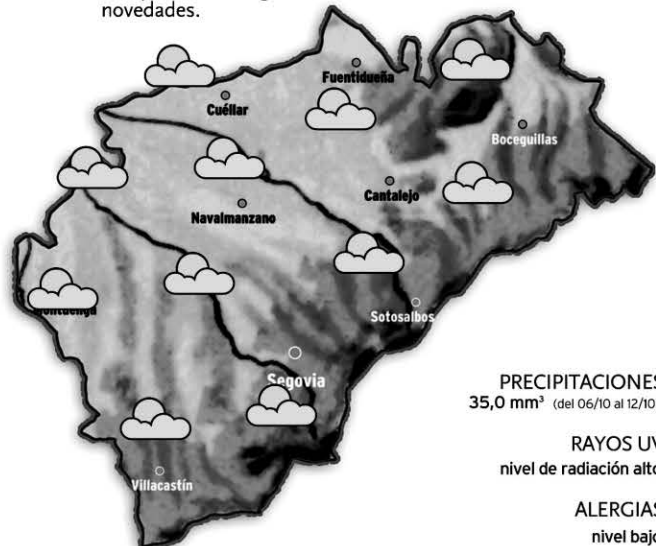 novedades.
Fuentidueña
Cuéllar
Boceguillas
Cantalejo
Navalmanzano
Sotosalbos
Segovia
Villacastín
PRECIPITACIONES
35,0 mm³ (del 06/10 al 12/10
RAYOS UV
nivel de radiación alto
ALERGIAS
nivel bajo